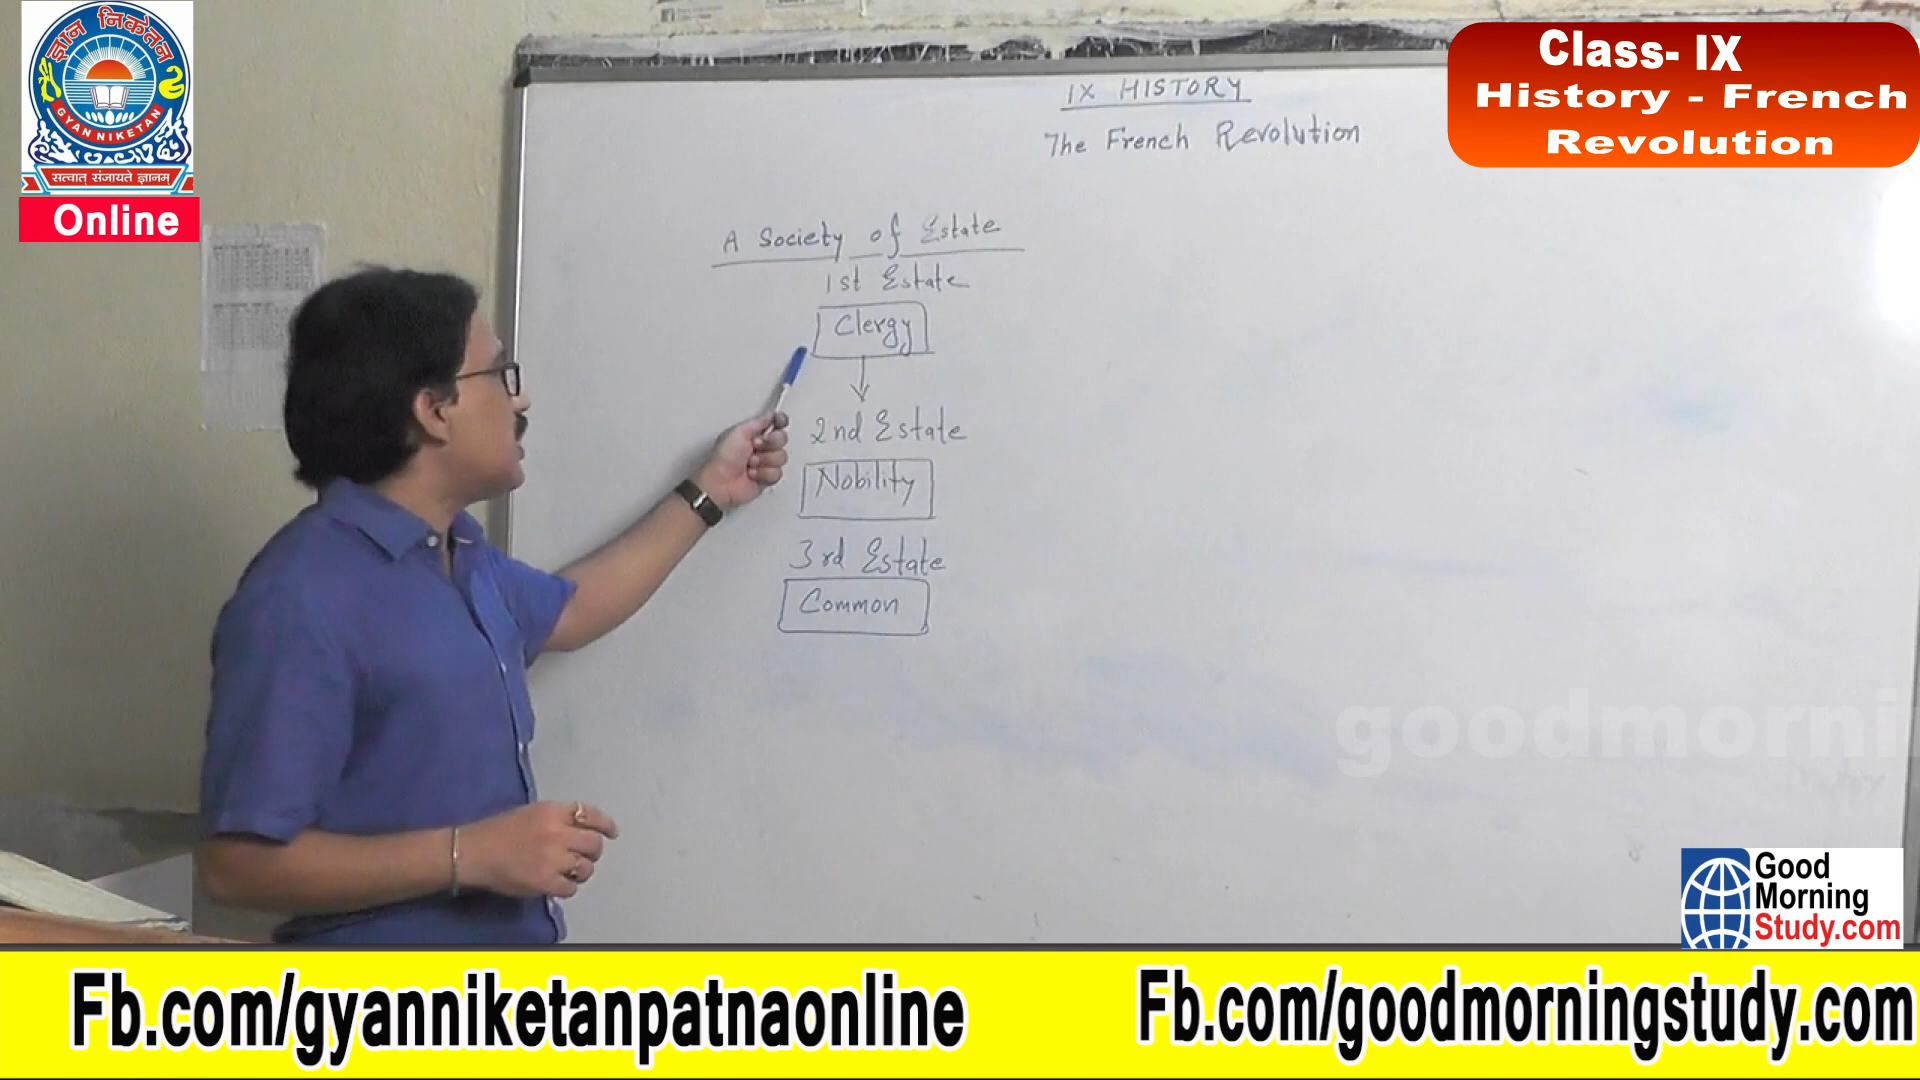 ज्ञान निकेतन
GYAN NIKETAN
सत्वात् संजायते ज्ञानम्
Online
Class- IX
History - French
Revolution
IX HISTORY
The French Revolution
A Society of Estate
1st Estate
Clergy
2nd Estate
Nobility
3rd Estate
Common
goodmorni
Good
Morning
Study.com
Fb.com/gyanniketanpatnaonline
Fb.com/goodmorningstudy.com